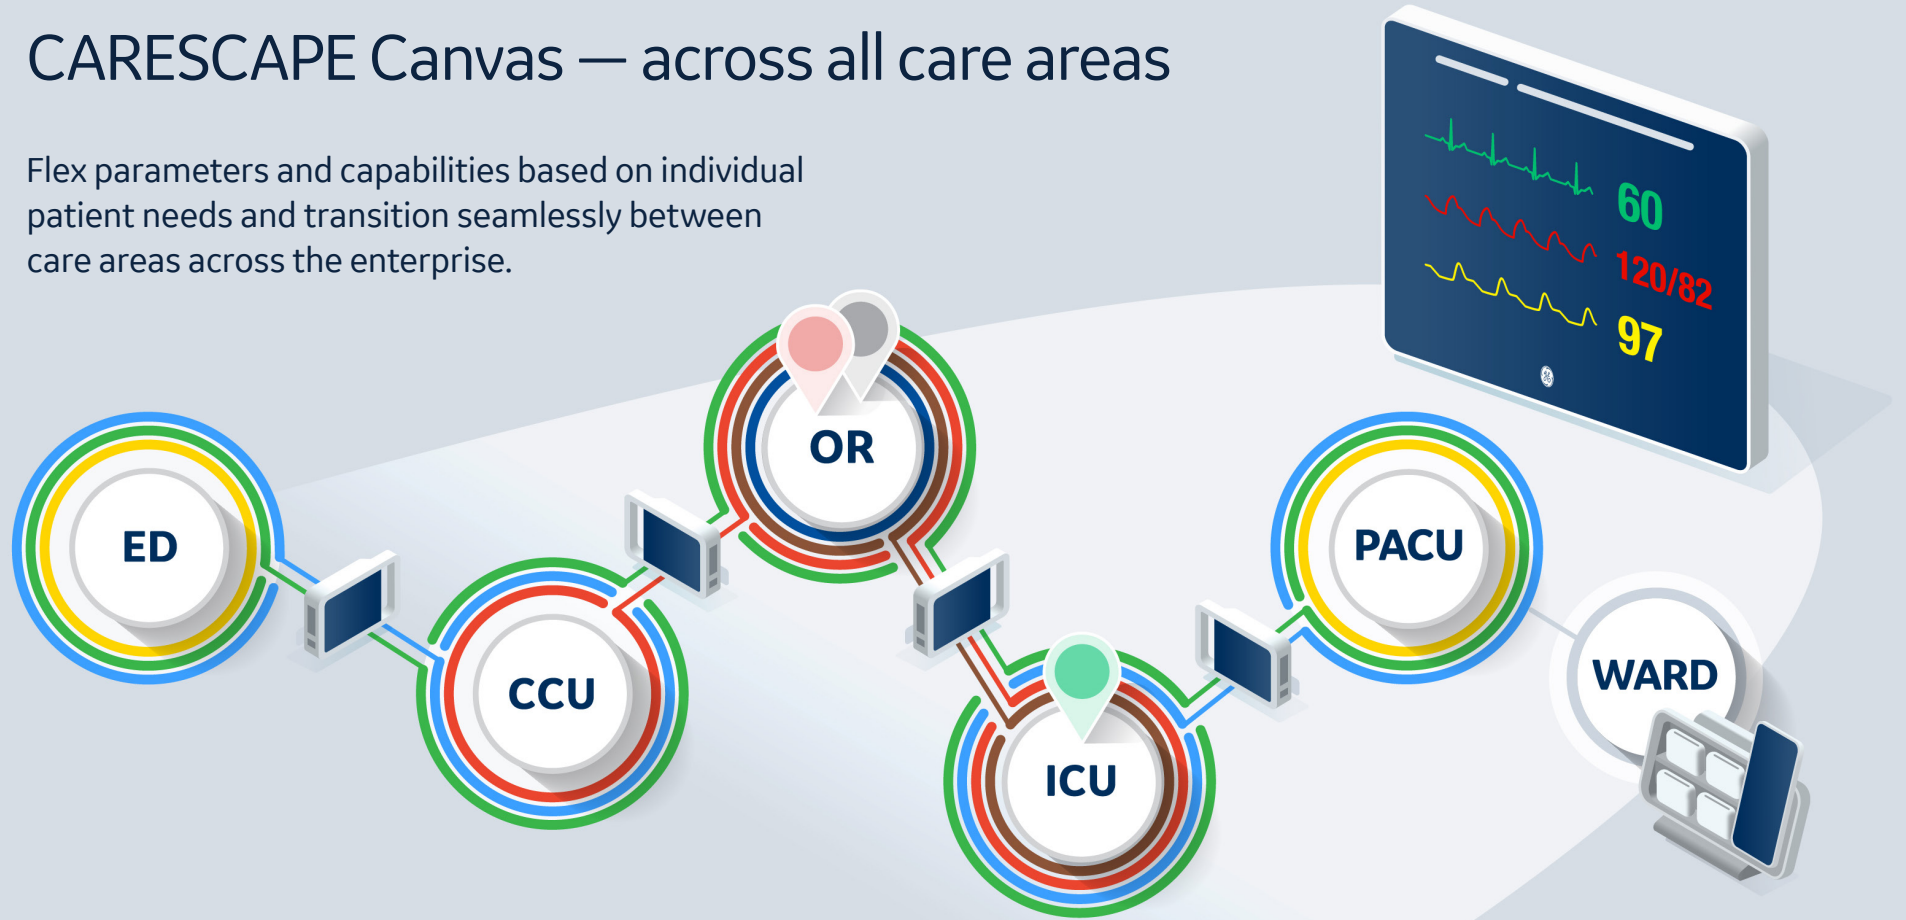 CARESCAPE Canvas — across all care areas
Flex parameters and capabilities based on individual
patient needs and transition seamlessly between
care areas across the enterprise.
60
120/82
97
ED
CCU
OR
ICU
PACU
WARD